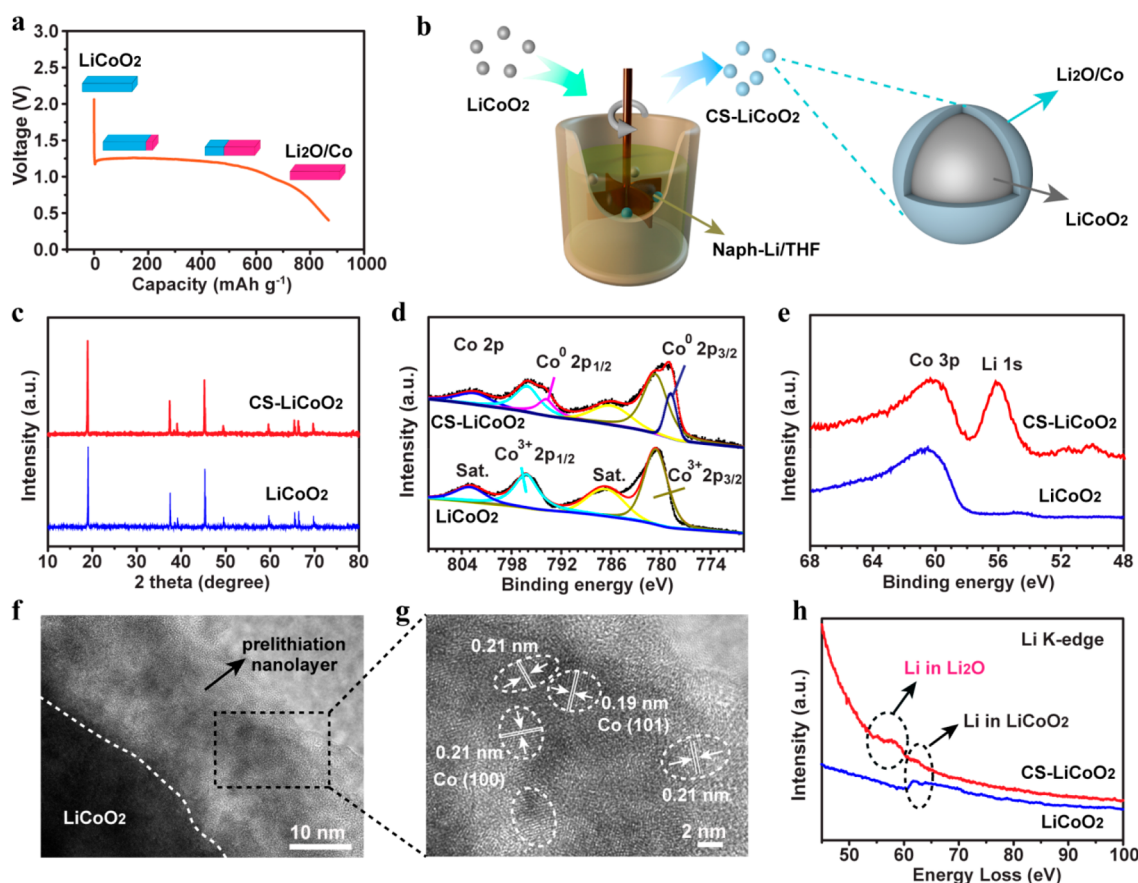 a
3.0
2.5
2.0
1.5
1.0
0.5
0.0
Voltage (V)
LiCoO₂
Li₂O/Co
0 200 400 600 800 1000
Capacity (mAh g⁻¹)
b
LiCoO₂
CS-LiCoO₂
Naph-Li/THF
Li₂O/Co
LiCoO₂
c
Intensity (a.u.)
CS-LiCoO₂
LiCoO₂
10 20 30 40 50 60 70 80
2 theta (degree)
d
Intensity (a.u.)
Co 2p
Co⁰ 2p₁/₂
Co⁰ 2p₃/₂
CS-LiCoO₂
Co³⁺ 2p₁/₂
Sat.
Sat.
Co³⁺ 2p₃/₂
LiCoO₂
804 798 792 786 780 774
Binding energy (eV)
e
Intensity (a.u.)
Co 3p
Li 1s
CS-LiCoO₂
LiCoO₂
68 64 60 56 52 48
Binding energy (eV)
f
prelithiation
nanolayer
LiCoO₂
10 nm
g
0.21 nm
0.19 nm
Co (101)
0.21 nm
Co (100)
0.21 nm
2 nm
h
Intensity (a.u.)
Li K-edge
Li in Li₂O
Li in LiCoO₂
CS-LiCoO₂
LiCoO₂
50 60 70 80 90 100
Energy Loss (eV)